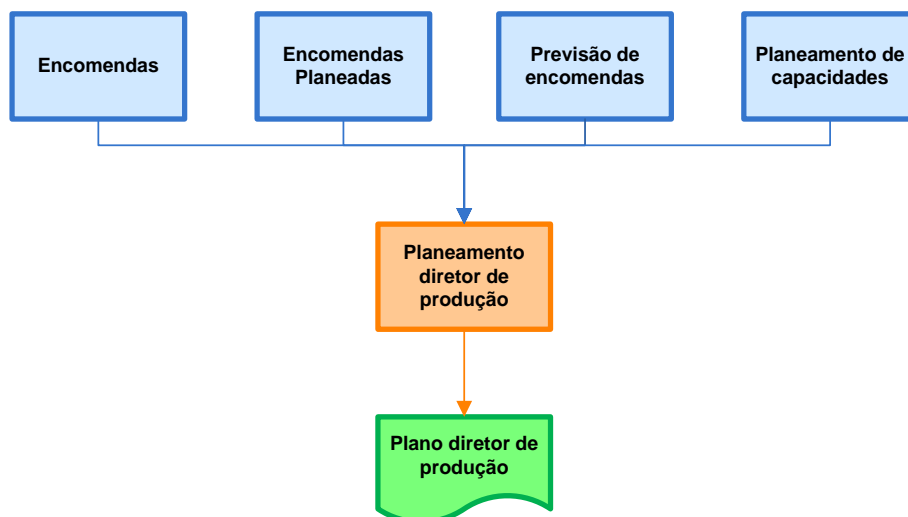 Encomendas
Encomendas
Planeadas
Previsão de
encomendas
Planeamento de
capacidades
Planeamento
diretor de
produção
Plano diretor de
produção